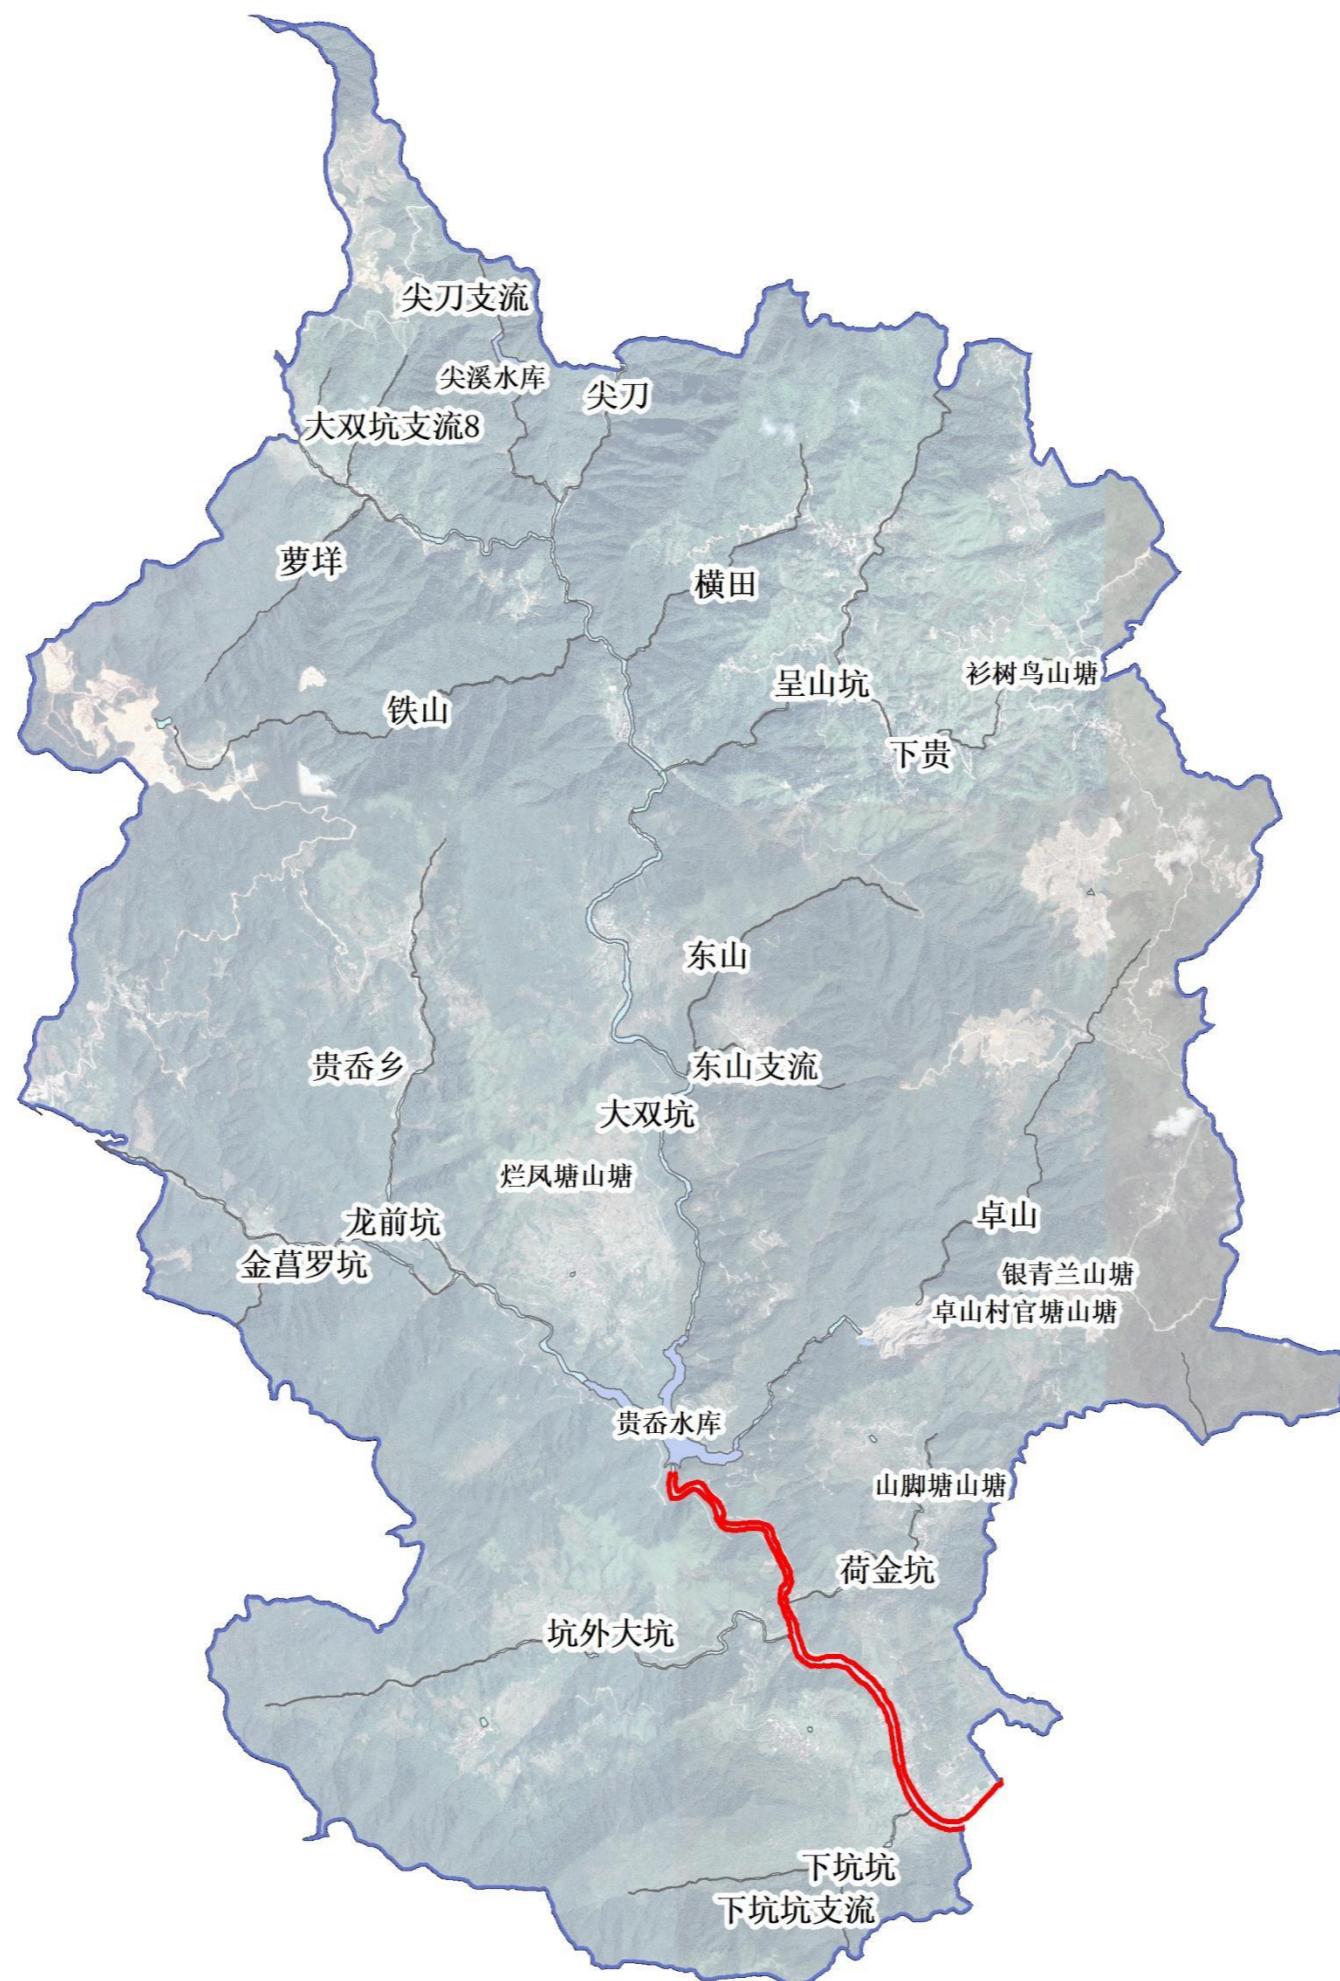 尖刀支流
尖溪水库
尖刀
大双坑支流8
萝垟
横田
衫树鸟山塘
呈山坑
铁山
下贵
东山
贵岙乡
东山支流
大双坑
烂凤塘山塘
龙前坑
卓山
金菖罗坑
银青兰山塘
卓山村官塘山塘
贵岙水库
山脚塘山塘
荷金坑
坑外大坑
下坑坑
下坑坑支流